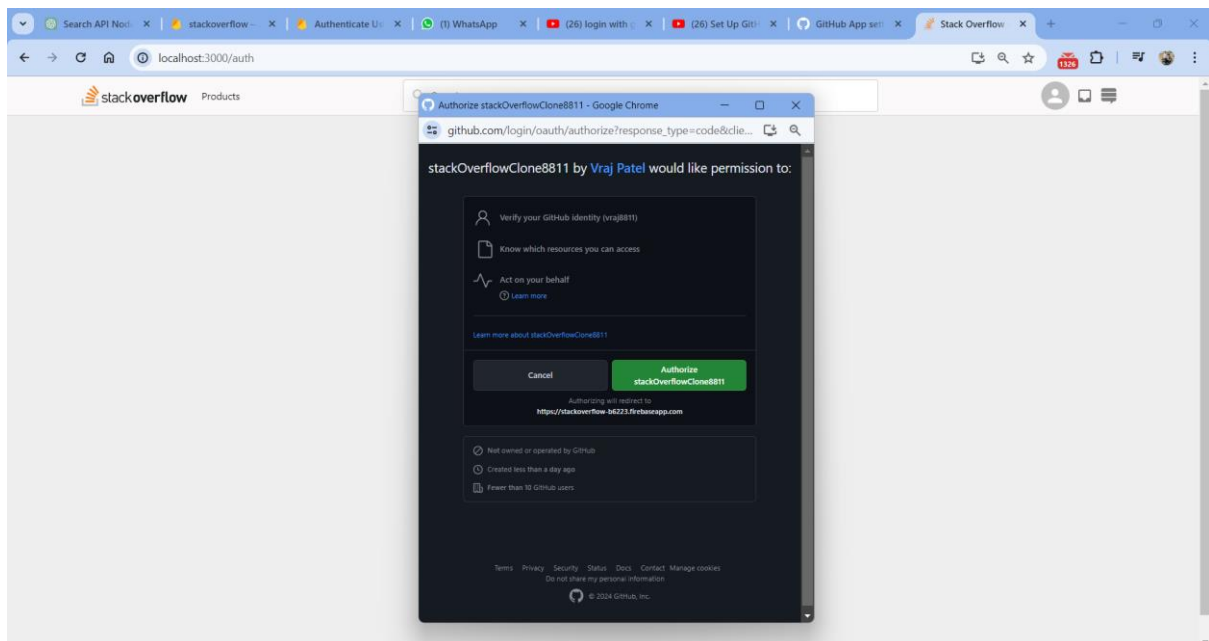 Search API Nod
stackoverflow –
Authenticate Us
(1) WhatsApp
(26) login with g
(26) Set Up GitH
GitHub App sett
Stack Overflow
localhost:3000/auth
1326
stackoverflow
Products
Authorize stackOverflowClone8811 - Google Chrome
github.com/login/oauth/authorize?response_type=code&clie...
stackOverflowClone8811 by Vraj Patel would like permission to:
Verify your GitHub identity (vraj8811)
Know which resources you can access
Act on your behalf
Learn more
Learn more about stackOverflowClone8811
Cancel
Authorize
stackOverflowClone8811
Authorizing will redirect to
https://stackoverflow-b6223.firebaseapp.com
Not owned or operated by GitHub
Created less than a day ago
Fewer than 10 GitHub users
Terms Privacy Security Status Docs Contact Manage cookies
Do not share my personal information
© 2024 GitHub, Inc.